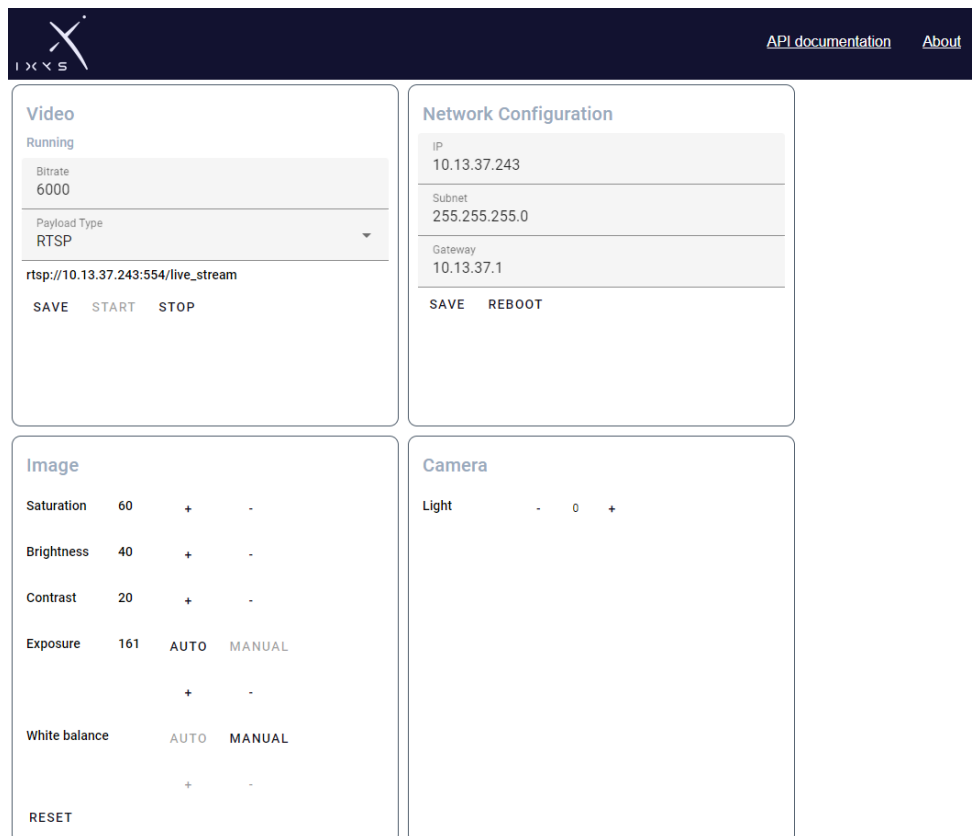 IXYS
API documentation About
Video
Running
Bitrate
6000
Payload Type
RTSP
rtsp://10.13.37.243:554/live_stream
SAVE START STOP
Network Configuration
IP
10.13.37.243
Subnet
255.255.255.0
Gateway
10.13.37.1
SAVE REBOOT
Image
Saturation 60 + -
Brightness 40 + -
Contrast 20 + -
Exposure 161 AUTO MANUAL
+ -
White balance AUTO MANUAL
+ -
RESET
Camera
Light - 0 +